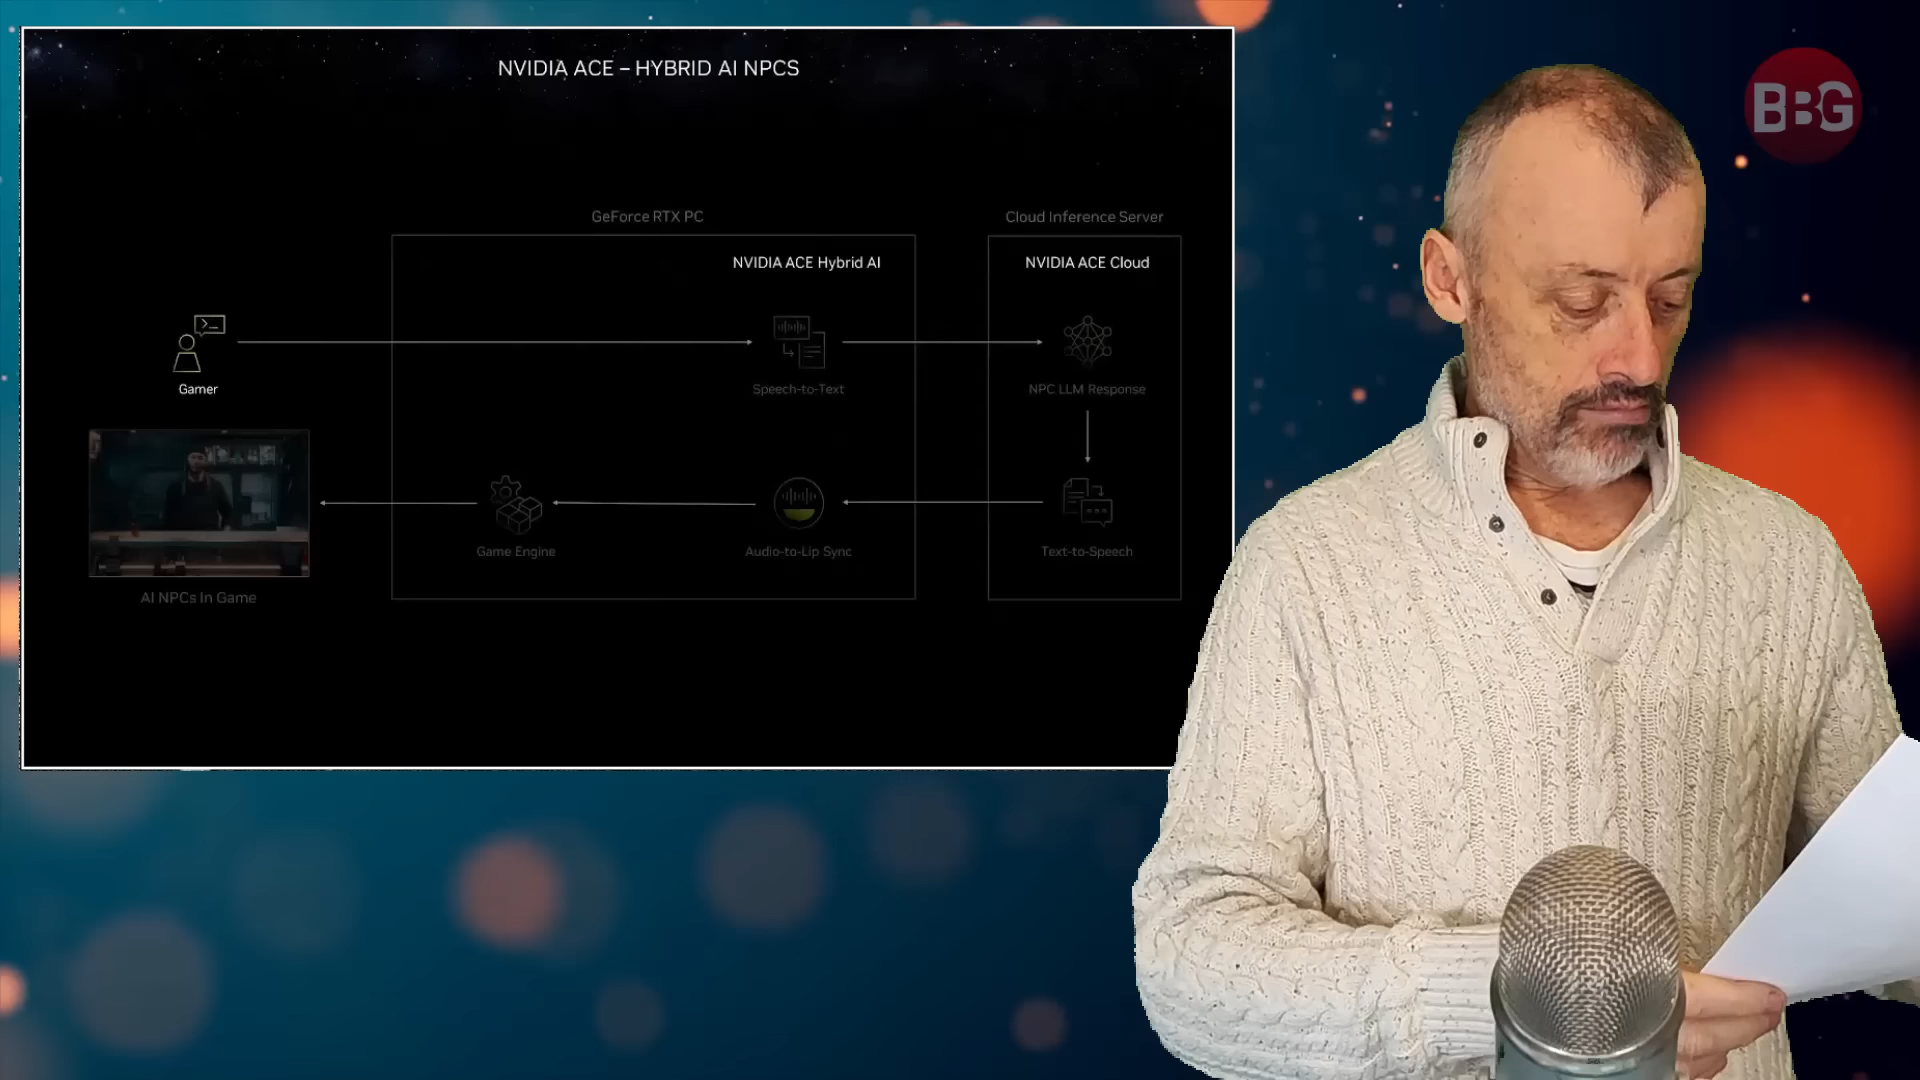 NVIDIA ACE – HYBRID AI NPCS
BBG
GeForce RTX PC
Cloud Inference Server
NVIDIA ACE Hybrid AI
NVIDIA ACE Cloud
Gamer
Speech-to-Text
NPC LLM Response
Game Engine
Audio-to-Lip Sync
Text-to-Speech
AI NPCs In Game